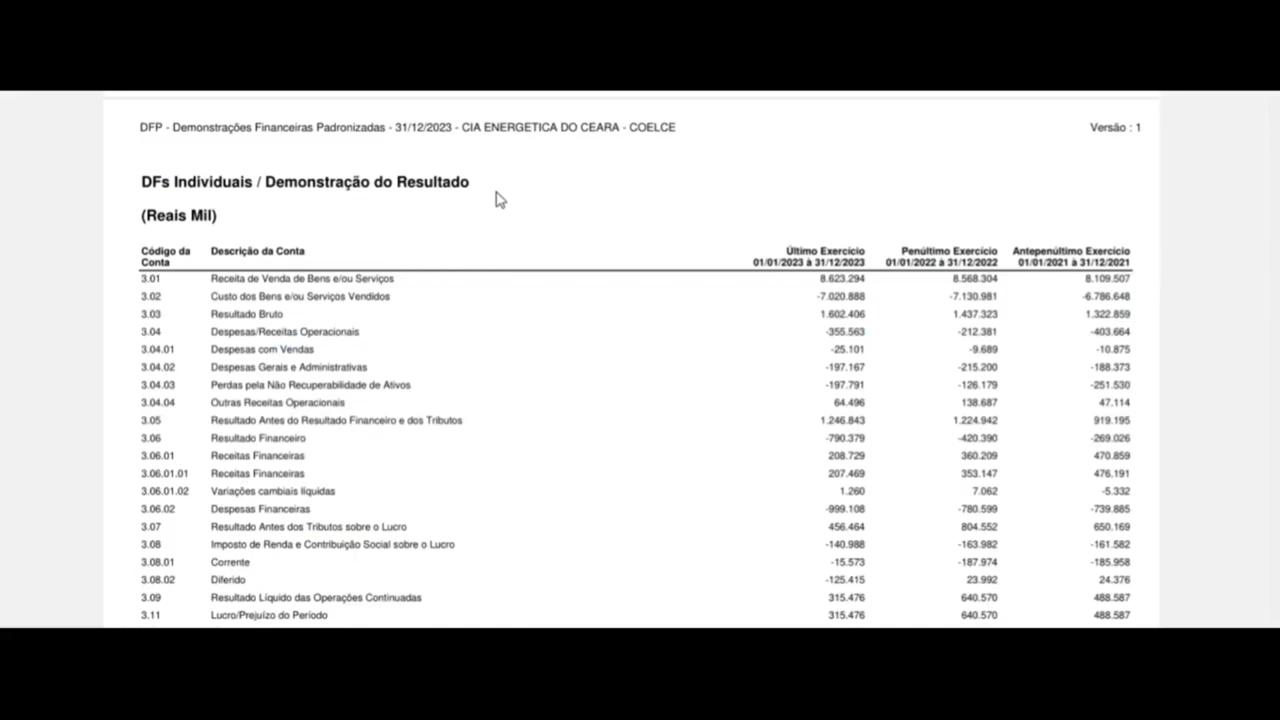 DFP - Demonstrações Financeiras Padronizadas - 31/12/2023 - CIA ENERGETICA DO CEARA - COELCE Versão : 1
DFs Individuais / Demonstração do Resultado
(Reais Mil)
Código da Conta Descrição da Conta Último Exercício 01/01/2023 à 31/12/2023 Penúltimo Exercício 01/01/2022 à 31/12/2022 Antepenúltimo Exercício 01/01/2021 à 31/12/2021
3.01 Receita de Venda de Bens e/ou Serviços 8.623.294 8.568.304 8.109.507
3.02 Custo dos Bens e/ou Serviços Vendidos -7.020.888 -7.130.981 -6.786.648
3.03 Resultado Bruto 1.602.406 1.437.323 1.322.859
3.04 Despesas/Receitas Operacionais -355.563 -212.381 -403.664
3.04.01 Despesas com Vendas -25.101 -9.689 -10.875
3.04.02 Despesas Gerais e Administrativas -197.167 -215.200 -188.373
3.04.03 Perdas pela Não Recuperabilidade de Ativos -197.791 -126.179 -251.530
3.04.04 Outras Receitas Operacionais 64.496 138.687 47.114
3.05 Resultado Antes do Resultado Financeiro e dos Tributos 1.246.843 1.224.942 919.195
3.06 Resultado Financeiro -790.379 -420.390 -269.026
3.06.01 Receitas Financeiras 208.729 360.209 470.859
3.06.01.01 Receitas Financeiras 207.469 353.147 476.191
3.06.01.02 Variações cambiais líquidas 1.260 7.062 -5.332
3.06.02 Despesas Financeiras -999.108 -780.599 -739.885
3.07 Resultado Antes dos Tributos sobre o Lucro 456.464 804.552 650.169
3.08 Imposto de Renda e Contribuição Social sobre o Lucro -140.988 -163.982 -161.582
3.08.01 Corrente -15.573 -187.974 -185.958
3.08.02 Diferido -125.415 23.992 24.376
3.09 Resultado Líquido das Operações Continuadas 315.476 640.570 488.587
3.11 Lucro/Prejuízo do Período 315.476 640.570 488.587